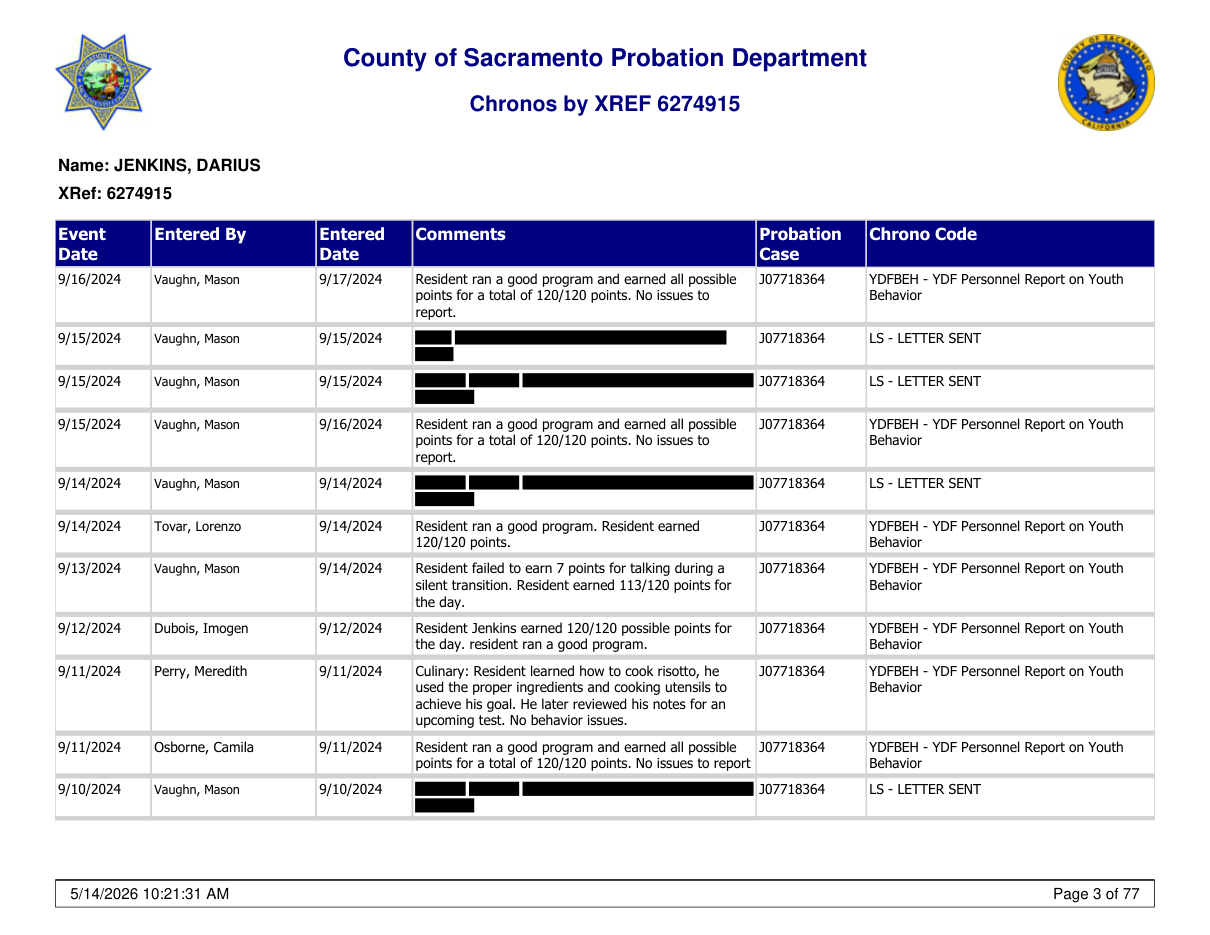 County of Sacramento Probation Department
Chronos by XREF 6274915
COUNTY OF SACRAMENTO
CALIFORNIA
Name: JENKINS, DARIUS
XRef: 6274915
Event Date Entered By Entered Date Comments Probation Case Chrono Code
9/16/2024 Vaughn, Mason 9/17/2024 Resident ran a good program and earned all possible J07718364 YDFBEH - YDF Personnel Report on Youth
points for a total of 120/120 points. No issues to Behavior
report.
9/15/2024 Vaughn, Mason 9/15/2024 J07718364 LS - LETTER SENT
9/15/2024 Vaughn, Mason 9/15/2024 J07718364 LS - LETTER SENT
9/15/2024 Vaughn, Mason 9/16/2024 Resident ran a good program and earned all possible J07718364 YDFBEH - YDF Personnel Report on Youth
points for a total of 120/120 points. No issues to Behavior
report.
9/14/2024 Vaughn, Mason 9/14/2024 J07718364 LS - LETTER SENT
9/14/2024 Tovar, Lorenzo 9/14/2024 Resident ran a good program. Resident earned J07718364 YDFBEH - YDF Personnel Report on Youth
120/120 points. Behavior
9/13/2024 Vaughn, Mason 9/14/2024 Resident failed to earn 7 points for talking during a J07718364 YDFBEH - YDF Personnel Report on Youth
silent transition. Resident earned 113/120 points for Behavior
the day.
9/12/2024 Dubois, Imogen 9/12/2024 Resident Jenkins earned 120/120 possible points for J07718364 YDFBEH - YDF Personnel Report on Youth
the day. resident ran a good program. Behavior
9/11/2024 Perry, Meredith 9/11/2024 Culinary: Resident learned how to cook risotto, he J07718364 YDFBEH - YDF Personnel Report on Youth
used the proper ingredients and cooking utensils to Behavior
achieve his goal. He later reviewed his notes for an
upcoming test. No behavior issues.
9/11/2024 Osborne, Camila 9/11/2024 Resident ran a good program and earned all possible J07718364 YDFBEH - YDF Personnel Report on Youth
points for a total of 120/120 points. No issues to report Behavior
9/10/2024 Vaughn, Mason 9/10/2024 J07718364 LS - LETTER SENT
5/14/2026 10:21:31 AM Page 3 of 77